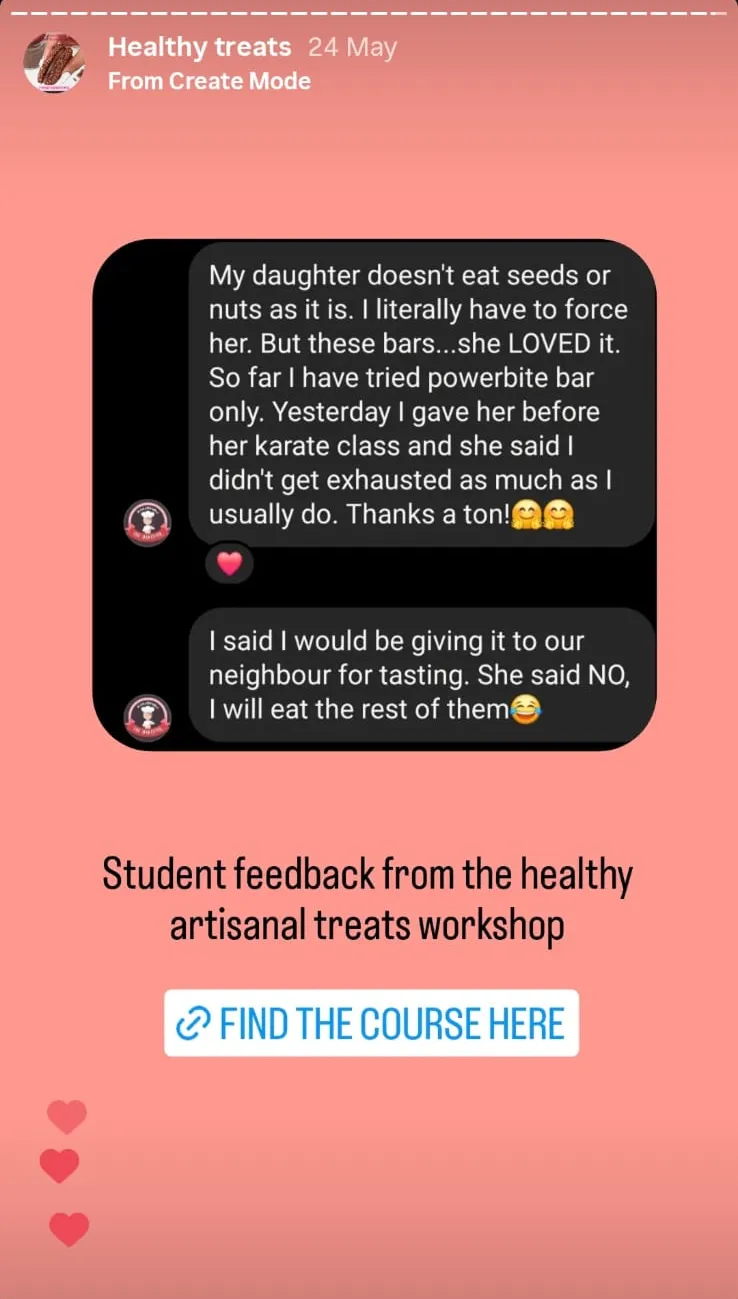 Healthy treats 24 May
From Create Mode
My daughter doesn't eat seeds or
nuts as it is. I literally have to force
her. But these bars...she LOVED it.
So far I have tried powerbite bar
only. Yesterday I gave her before
her karate class and she said I
didn't get exhausted as much as I
usually do. Thanks a ton!🤗🤗
I said I would be giving it to our
neighbour for tasting. She said NO,
I will eat the rest of them😂
Student feedback from the healthy
artisanal treats workshop
FIND THE COURSE HERE